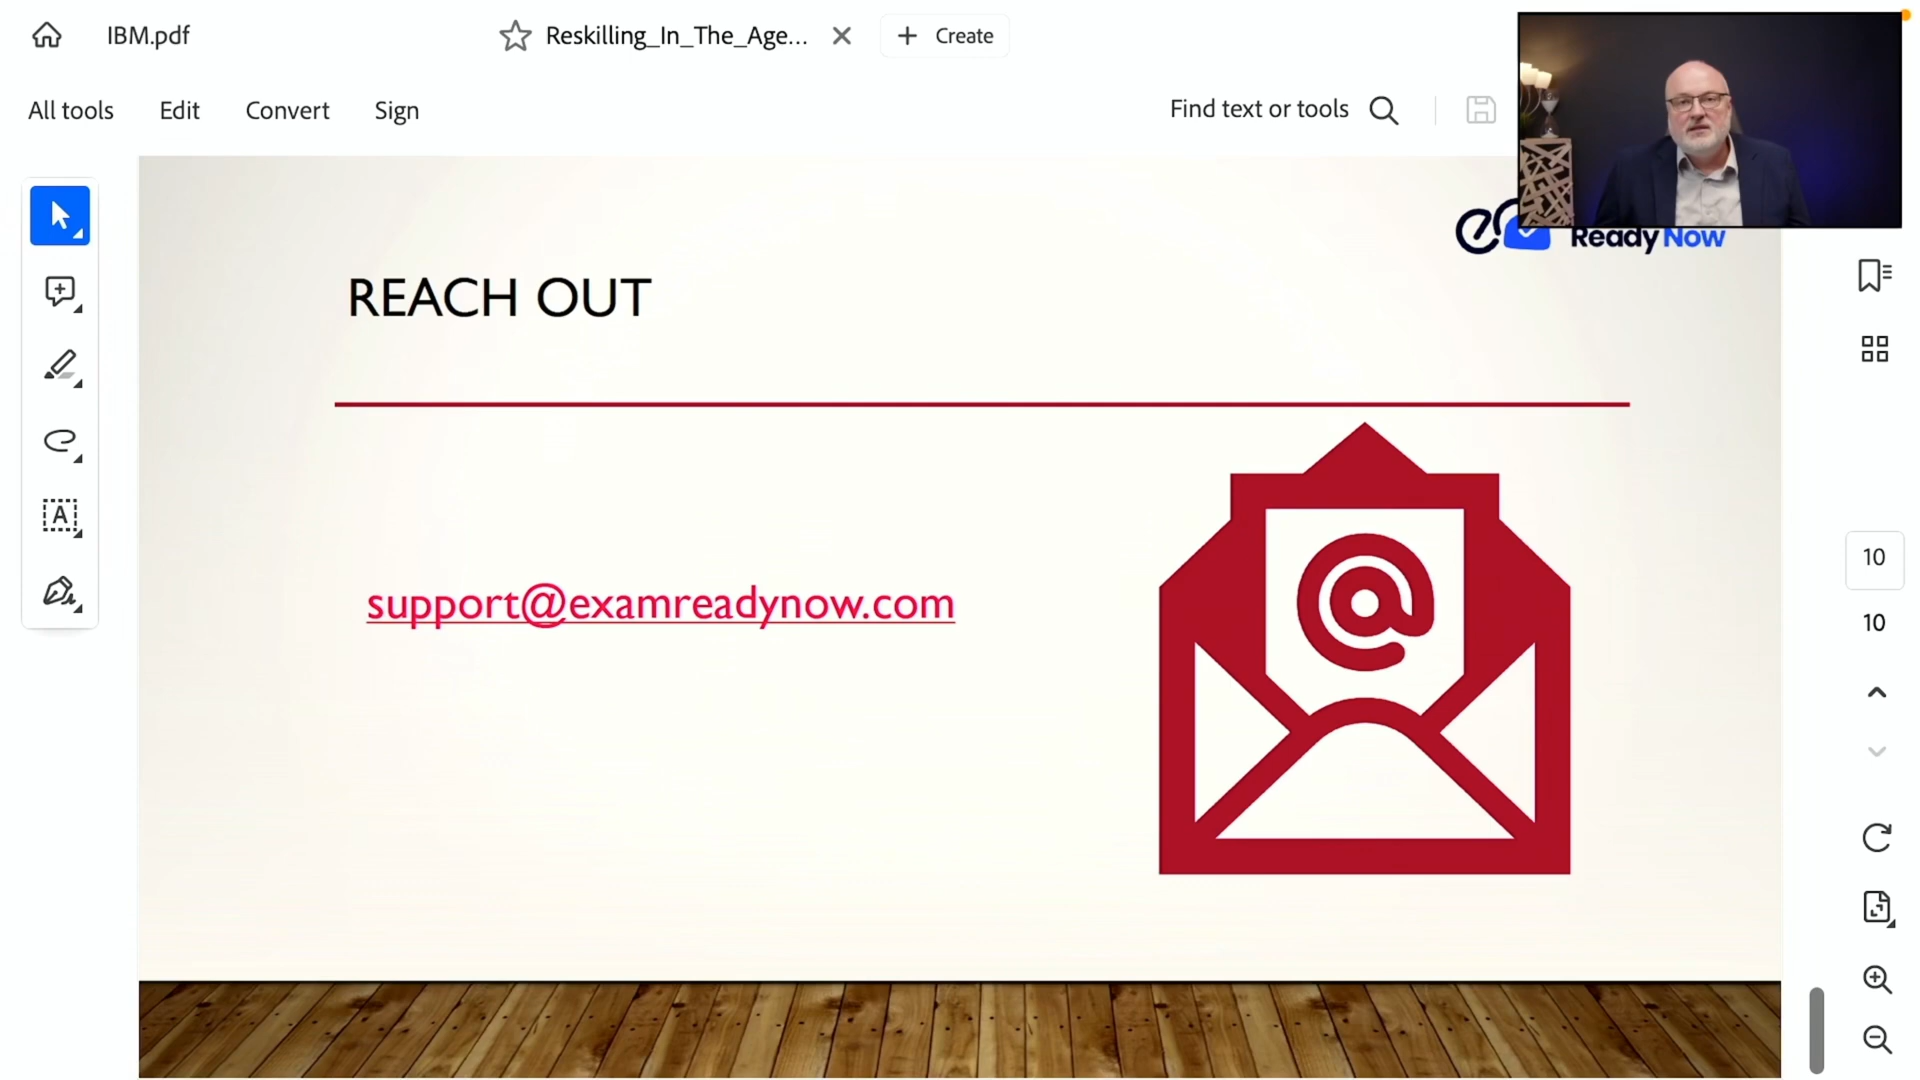 IBM.pdf
Reskilling_In_The_Age...
Create
All tools
Edit
Convert
Sign
Find text or tools
Ready Now
REACH OUT
support@examreadynow.com
@
A
10
10